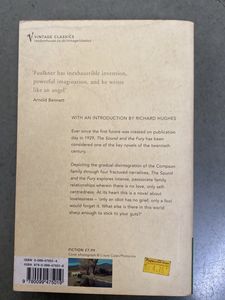 VINTAGE CLASSICS
'Faulkner has inexhaustible invention,
powerful imagination, and he writes
like an angel'
Arnold Bennett
WITH AN INTRODUCTION BY RICHARD HUGHES
Ever since the first furore was created on publication
day in 1929, The Sound and the Fury has been
considered one of the key novels of the twentieth
century.
Depicting the gradual disintegration of the Compson
family through four fractured narratives, The Sound
and the Fury explores intense, passionate family
relationships wherein there is no love, only self-
centredness. At its heart this is a novel about
lovelessness - 'only an idiot has no grief; only a fool
would forget it. What else is there in this world
sharp enough to stick to your guts?'
FICTION £7.99
9 780099 475019